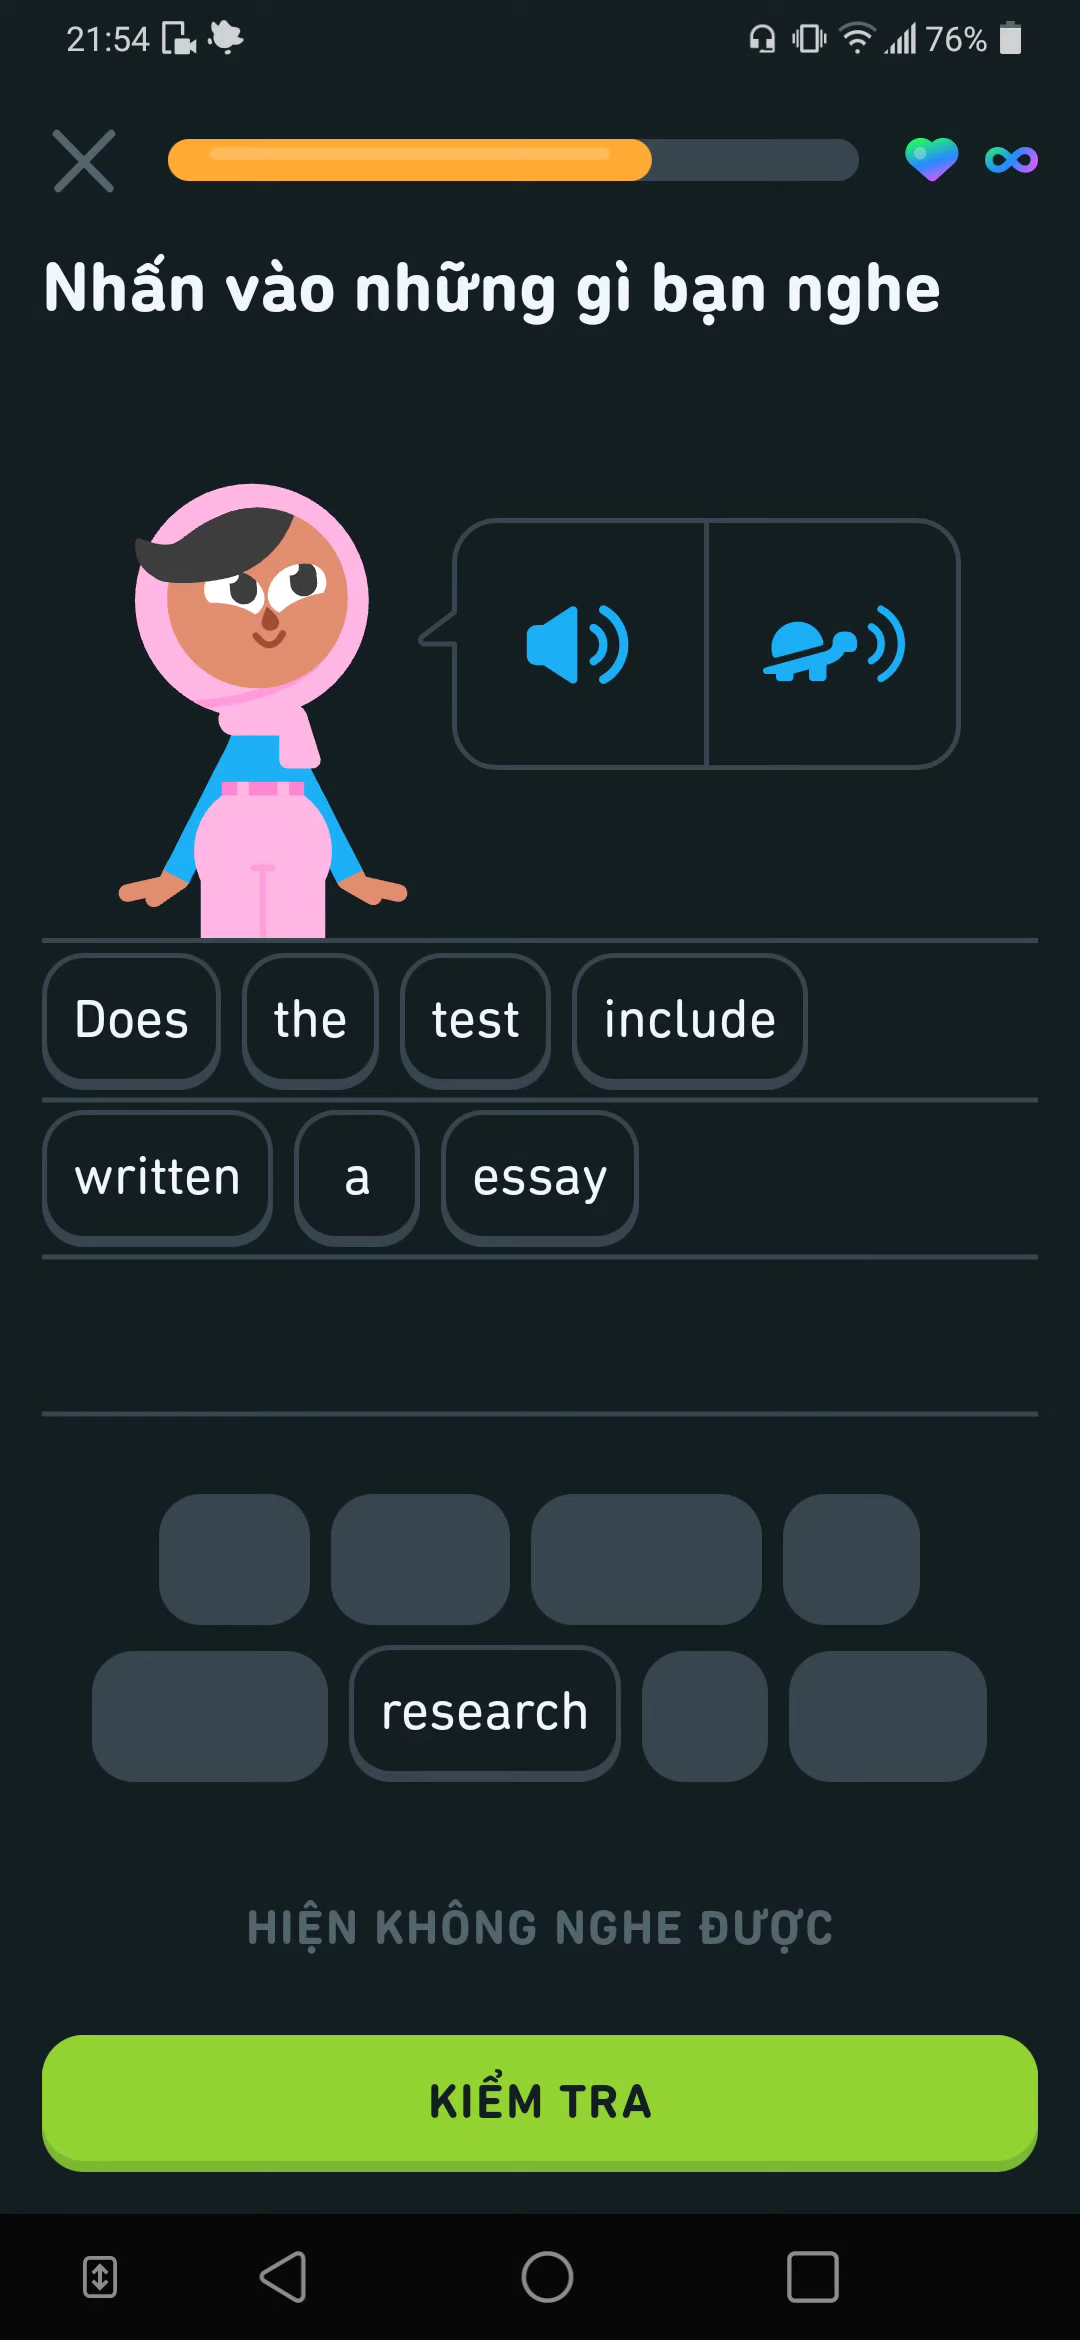 21:54 76%
Nhấn vào những gì bạn nghe
Does the test include
written a essay
research
HIỆN KHÔNG NGHE ĐƯỢC
KIỂM TRA